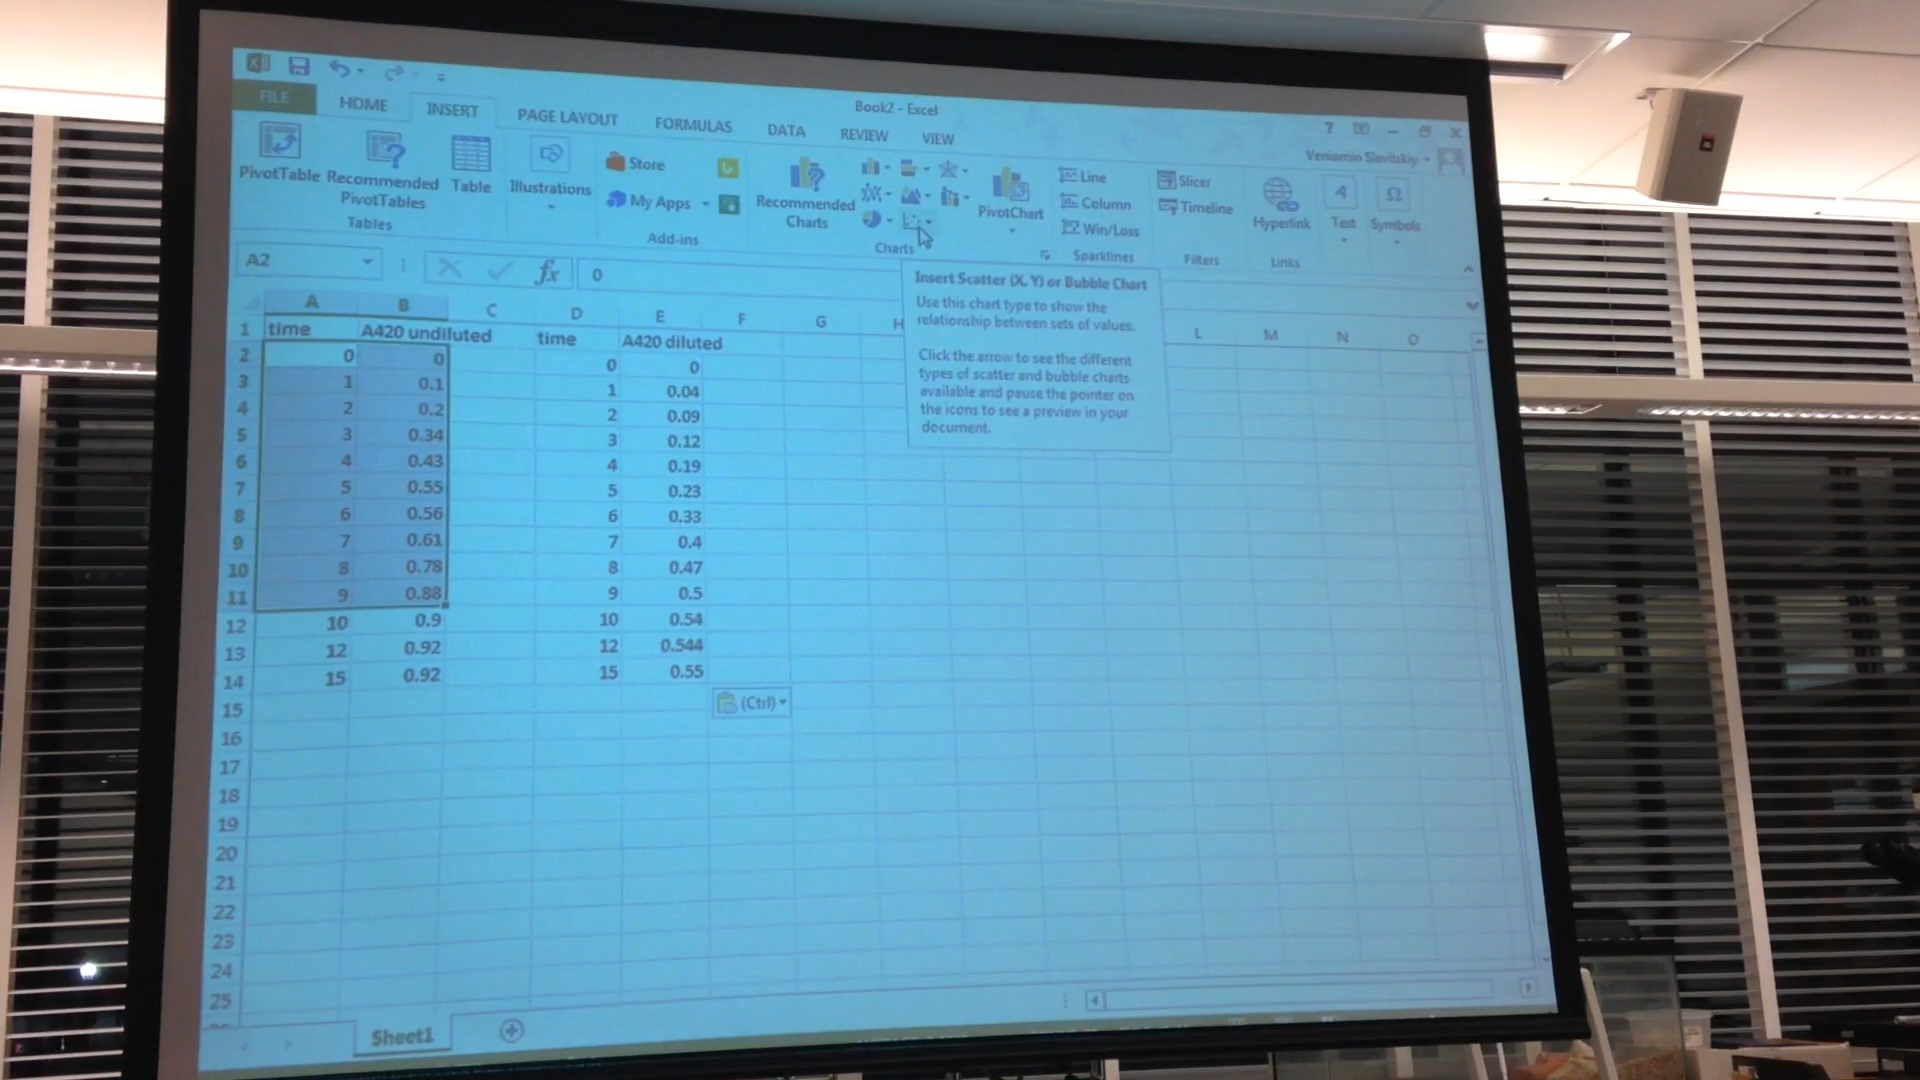 Book2 - Excel
FILE HOME INSERT PAGE LAYOUT FORMULAS DATA REVIEW VIEW
Veniamin Slavitskiy
PivotTable Recommended PivotTables Table Illustrations
Store
My Apps
Recommended Charts
PivotChart
Line
Column
Win/Loss
Slicer
Timeline
Hyperlink Text Symbols
Tables Add-ins Charts Sparklines Filters Links
A2 fx 0
Insert Scatter (X, Y) or Bubble Chart
Use this chart type to show the
relationship between sets of values.
Click the arrow to see the different
types of scatter and bubble charts
available and pause the pointer on
the icons to see a preview in your
document.
A B C D E F G H L M N O
1 time A420 undiluted time A420 diluted
2 0 0 0 0
3 1 0.1 1 0.04
4 2 0.2 2 0.09
5 3 0.34 3 0.12
6 4 0.43 4 0.19
7 5 0.55 5 0.23
8 6 0.56 6 0.33
9 7 0.61 7 0.4
10 8 0.78 8 0.47
11 9 0.88 9 0.5
12 10 0.9 10 0.54
13 12 0.92 12 0.544
14 15 0.92 15 0.55
(Ctrl)
15
16
17
18
19
20
21
22
23
24
25
Sheet1